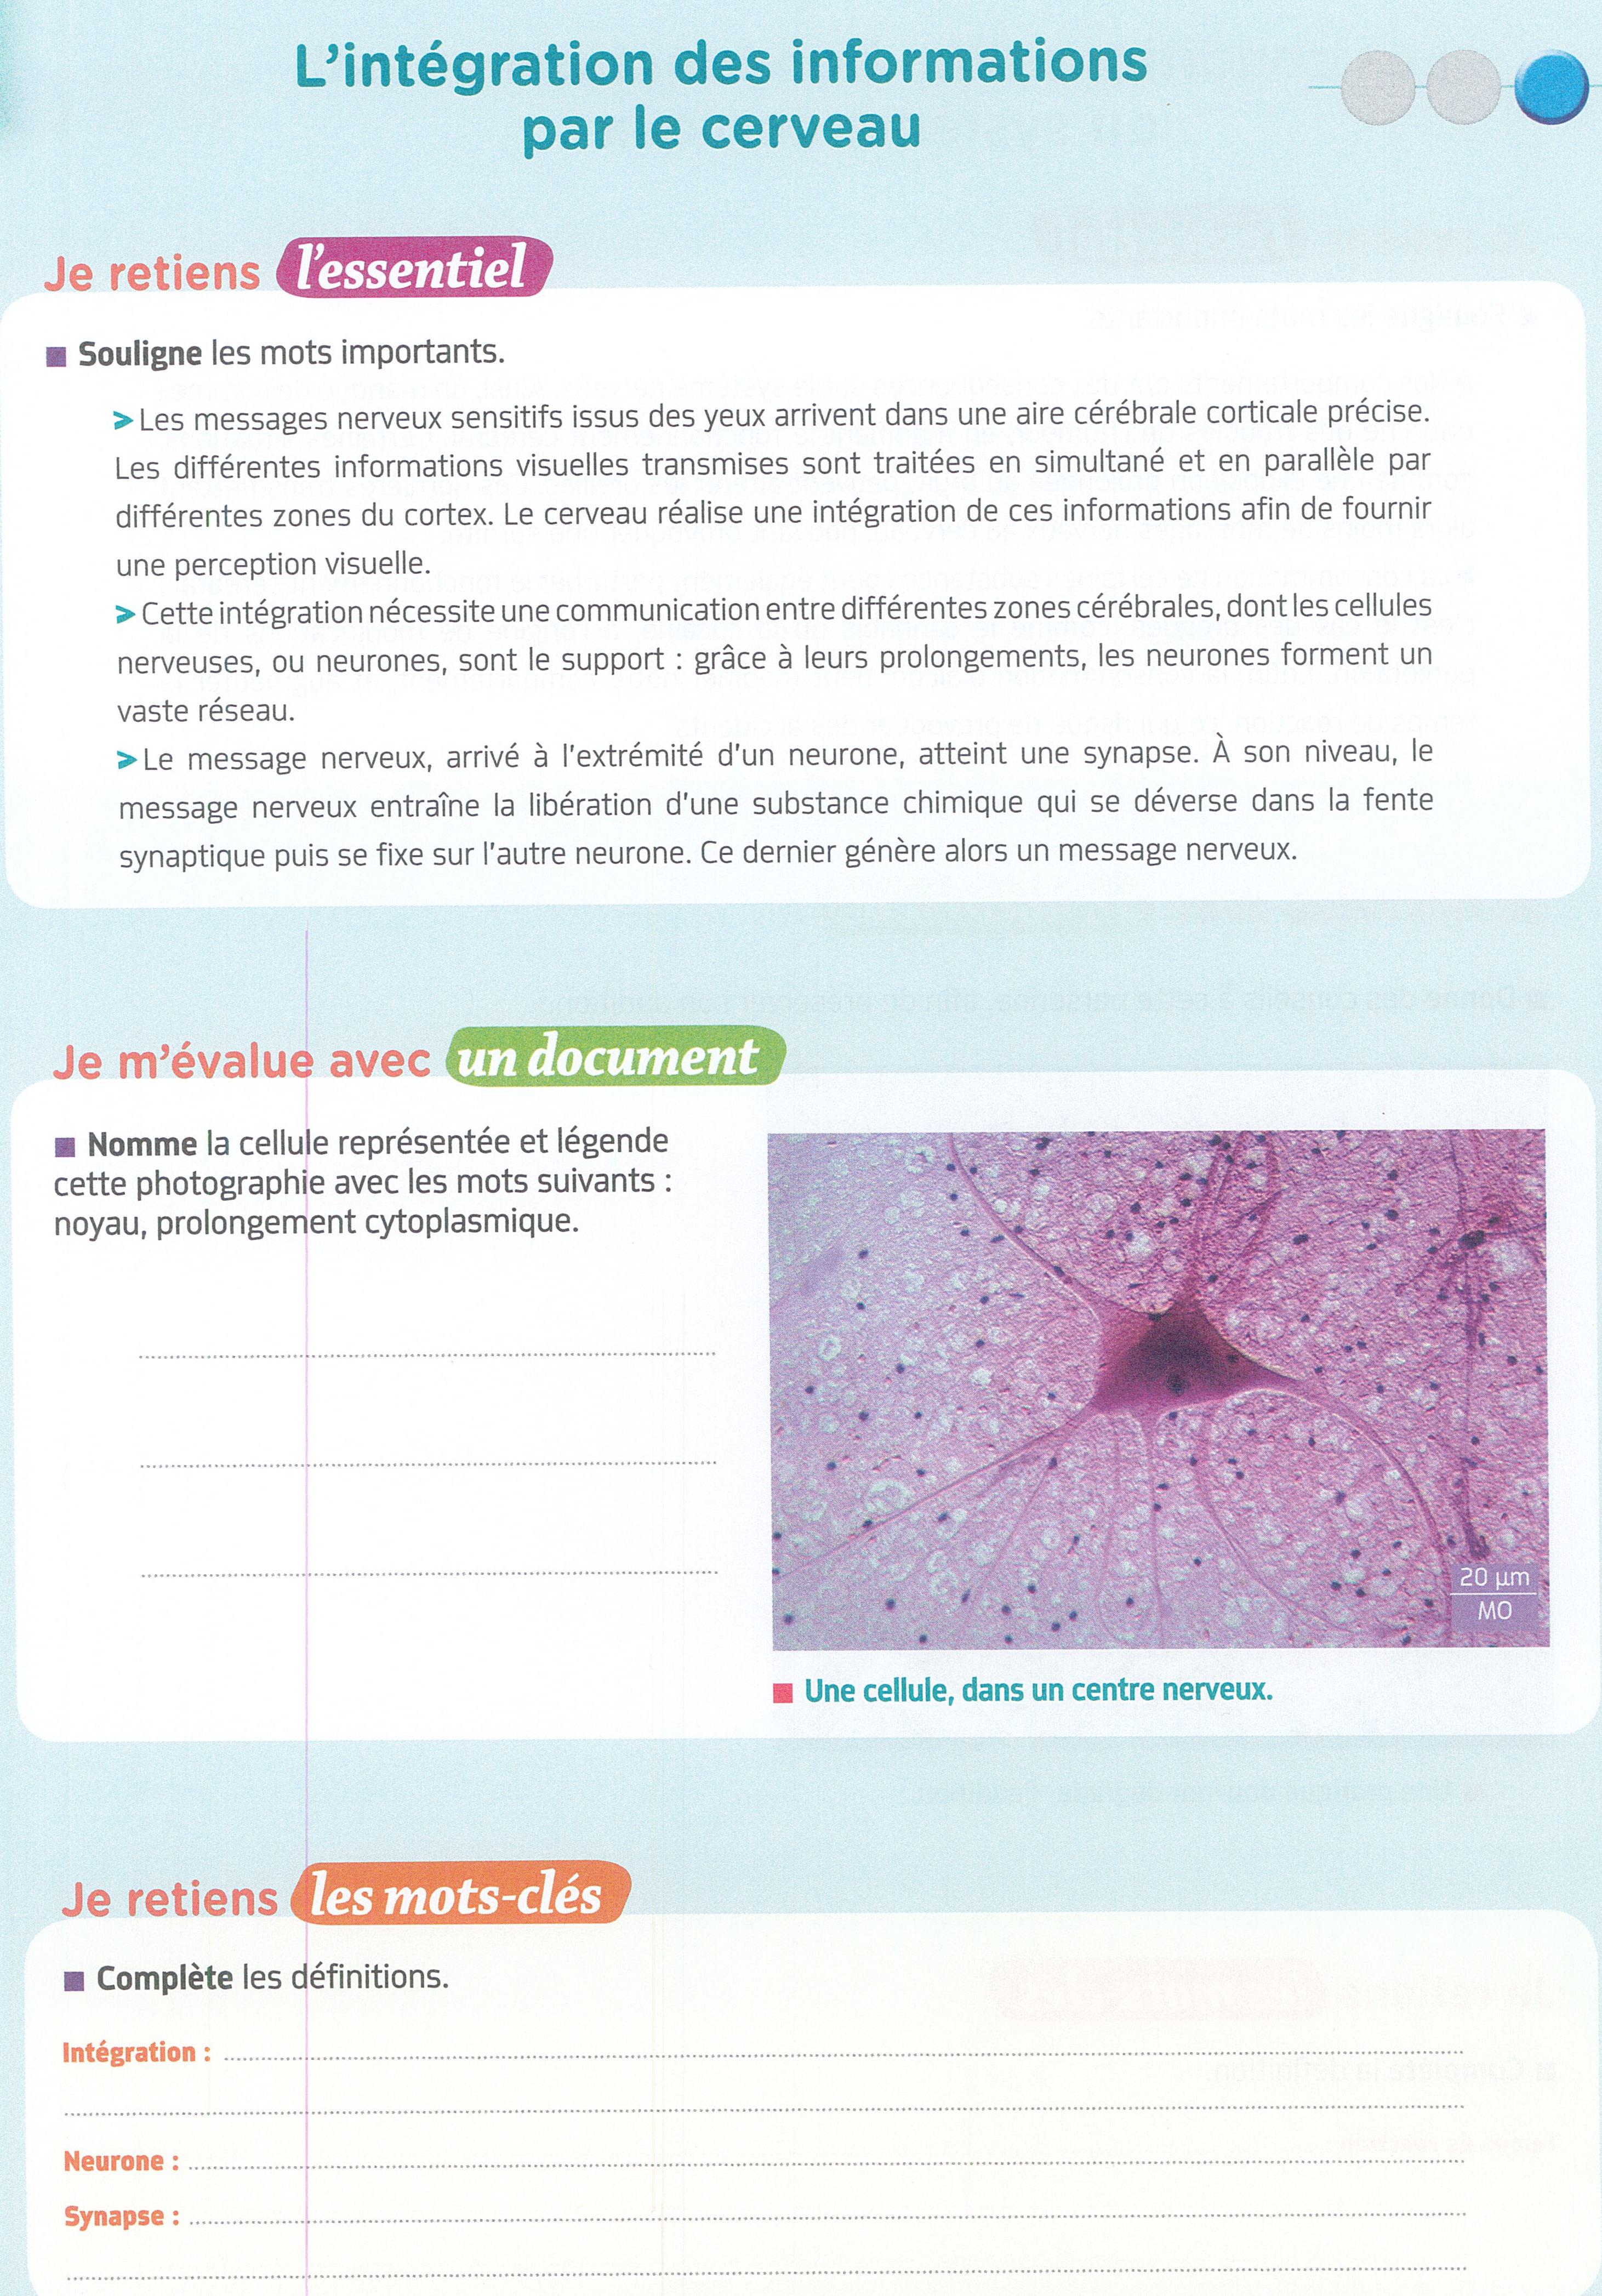 L'intégration des informations
par le cerveau
Je retiens l'essentiel
Souligne les mots importants.
> Les messages nerveux sensitifs issus des yeux arrivent dans une aire cérébrale corticale précise.
Les différentes informations visuelles transmises sont traitées en simultané et en parallèle par
différentes zones du cortex. Le cerveau réalise une intégration de ces informations afin de fournir
une perception visuelle.
> Cette intégration nécessite une communication entre différentes zones cérébrales, dont les cellules
nerveuses, ou neurones, sont le support : grâce à leurs prolongements, les neurones forment un
vaste réseau.
> Le message nerveux, arrivé à l'extrémité d'un neurone, atteint une synapse. À son niveau, le
message nerveux entraîne la libération d'une substance chimique qui se déverse dans la fente
synaptique puis se fixe sur l'autre neurone. Ce dernier génère alors un message nerveux.
Je m'évalue avec un document
Nomme la cellule représentée et légende
cette photographie avec les mots suivants :
noyau, prolongement cytoplasmique.
20 µm
MO
Une cellule, dans un centre nerveux.
Je retiens les mots-clés
Complète les définitions.
Intégration :
Neurone :
Synapse :